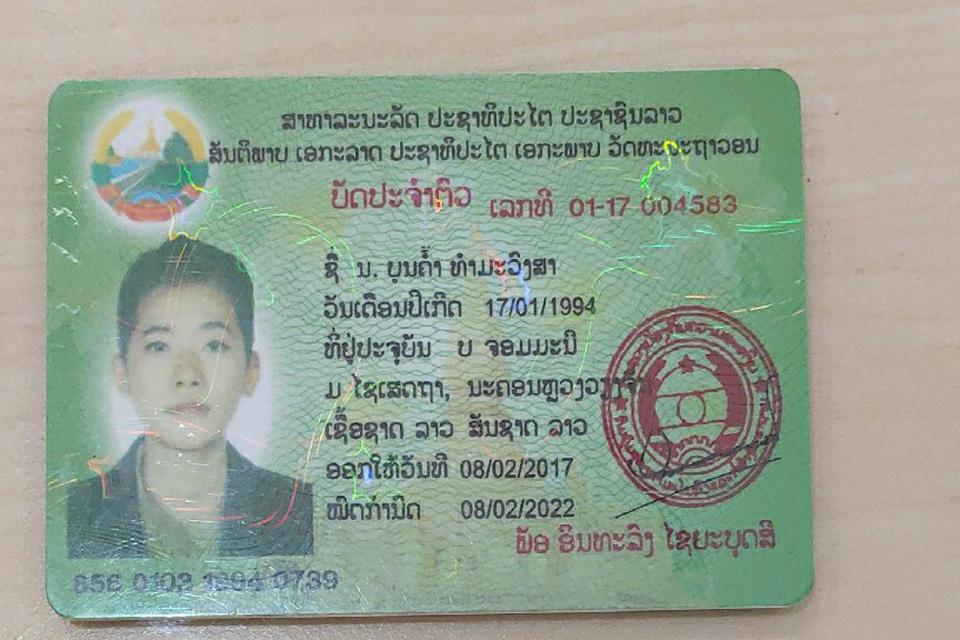 ສາທາລະນະລັດ ປະຊາທິປະໄຕ ປະຊາຊົນລາວ
ສັນຕິພາບ ເອກະລາດ ປະຊາທິປະໄຕ ເອກະພາບ ວັດທະນະຖາວອນ
ບັດປະຈຳຕົວ ເລກທີ 01-17 004583
ຊື່ ນ. ບຸນຄ້ຳ ທຳມະວົງສາ
ວັນເດືອນປີເກີດ 17/01/1994
ທີ່ຢູ່ປະຈຸບັນ ບ ຈອມມະນີ
ມ ໄຊເສດຖາ, ນະຄອນຫຼວງວຽງຈັນ
ເຊື້ອຊາດ ລາວ ສັນຊາດ ລາວ
ອອກໃຫ້ວັນທີ 08/02/2017
ໝົດກຳນົດ 08/02/2022
ພັອ ອິນທະລົງ ໄຊຍະບຸດສີ
856 0103 1994 0739